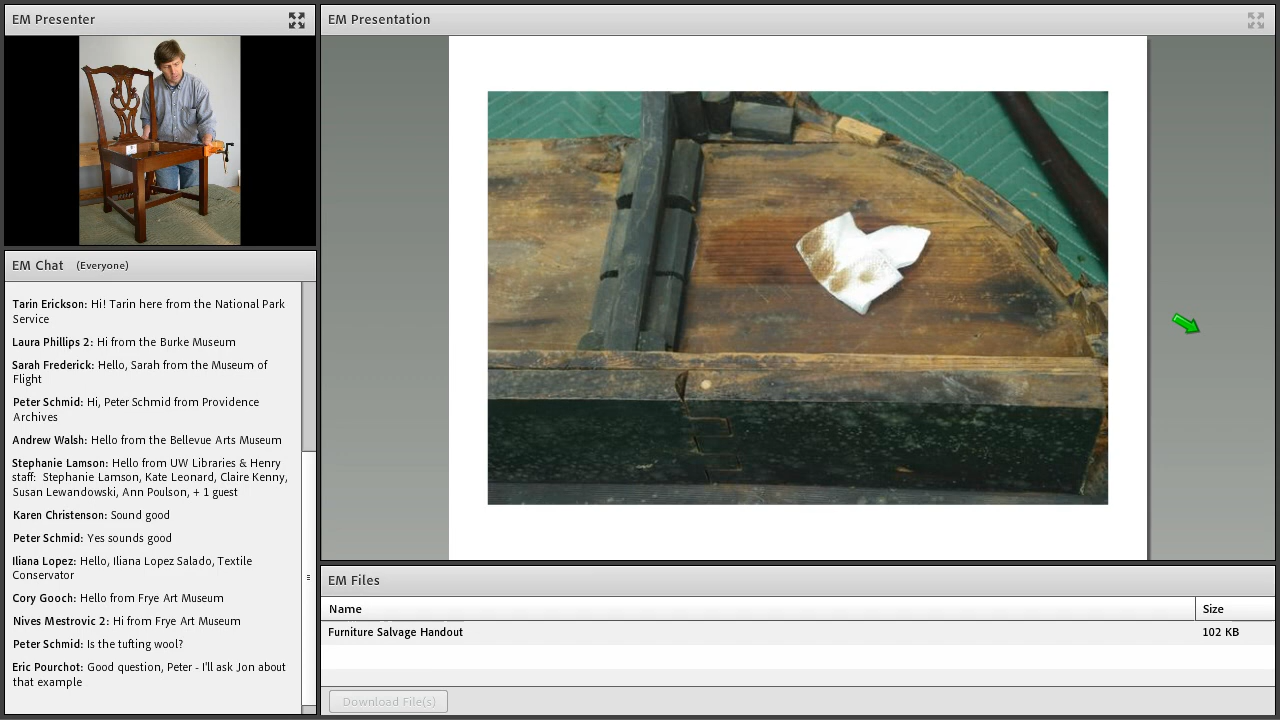 EM Presenter
EM Presentation
EM Chat (Everyone)
Tarin Erickson: Hi! Tarin here from the National Park
Service
Laura Phillips 2: Hi from the Burke Museum
Sarah Frederick: Hello, Sarah from the Museum of
Flight
Peter Schmid: Hi, Peter Schmid from Providence
Archives
Andrew Walsh: Hello from the Bellevue Arts Museum
Stephanie Lamson: Hello from UW Libraries & Henry
staff:  Stephanie Lamson, Kate Leonard, Claire Kenny,
Susan Lewandowski, Ann Poulson, + 1 guest
Karen Christenson: Sound good
Peter Schmid: Yes sounds good
Iliana Lopez: Hello, Iliana Lopez Salado, Textile
Conservator
Cory Gooch: Hello from Frye Art Museum
Nives Mestrovic 2: Hi from Frye Art Museum
Peter Schmid: Is the tufting wool?
Eric Pourchot: Good question, Peter - I'll ask Jon about
that example
EM Files
Name Size
Furniture Salvage Handout 102 KB
Download File(s)